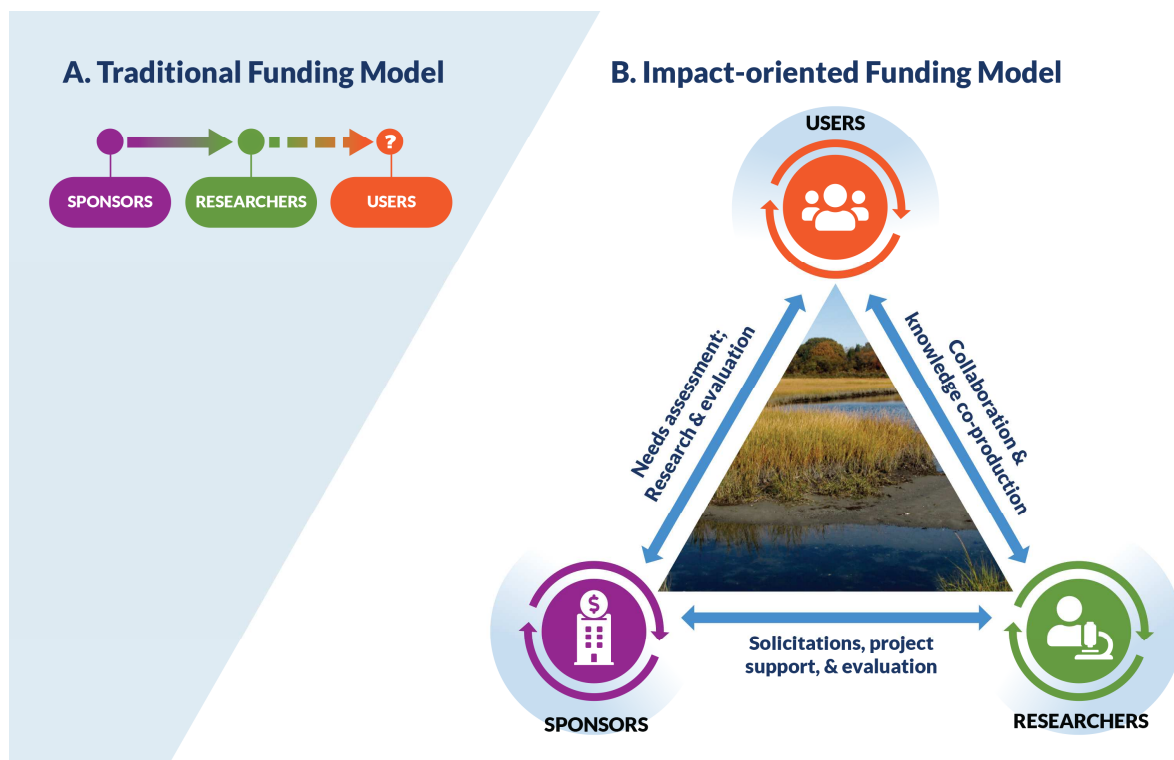 A. Traditional Funding Model
?
SPONSORS
RESEARCHERS
USERS
B. Impact-oriented Funding Model
USERS
Needs assessment;
Research & evaluation
Collaboration &
knowledge co-production
$
Solicitations, project
support, & evaluation
SPONSORS
RESEARCHERS